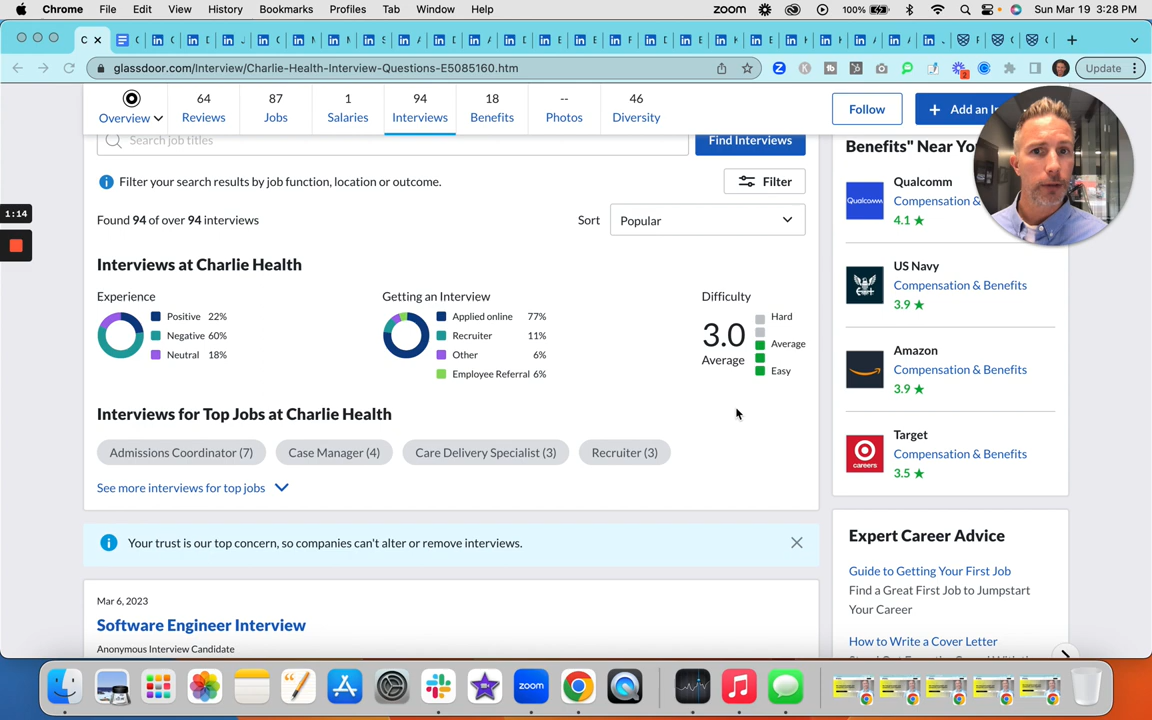 Chrome File Edit View History Bookmarks Profiles Tab Window Help
zoom 100% Sun Mar 19 3:28 PM
glassdoor.com/Interview/Charlie-Health-Interview-Questions-E5085160.htm
Update
Overview
64 Reviews
87 Jobs
1 Salaries
94 Interviews
18 Benefits
-- Photos
46 Diversity
Follow
+ Add an In
1:14
Search job titles
Find Interviews
Filter your search results by job function, location or outcome.
Filter
Found 94 of over 94 interviews
Sort Popular
Interviews at Charlie Health
Experience
Positive 22%
Negative 60%
Neutral 18%
Getting an Interview
Applied online 77%
Recruiter 11%
Other 6%
Employee Referral 6%
Difficulty
3.0
Average
Hard
Average
Easy
Interviews for Top Jobs at Charlie Health
Admissions Coordinator (7) Case Manager (4) Care Delivery Specialist (3) Recruiter (3)
See more interviews for top jobs
Your trust is our top concern, so companies can't alter or remove interviews.
Mar 6, 2023
Software Engineer Interview
Anonymous Interview Candidate
Benefits" Near You
Qualcomm
Qualcomm
Compensation &
4.1 ★
US Navy
Compensation & Benefits
3.9 ★
Amazon
Compensation & Benefits
3.9 ★
careers
Target
Compensation & Benefits
3.5 ★
Expert Career Advice
Guide to Getting Your First Job
Find a Great First Job to Jumpstart
Your Career
How to Write a Cover Letter
zoom